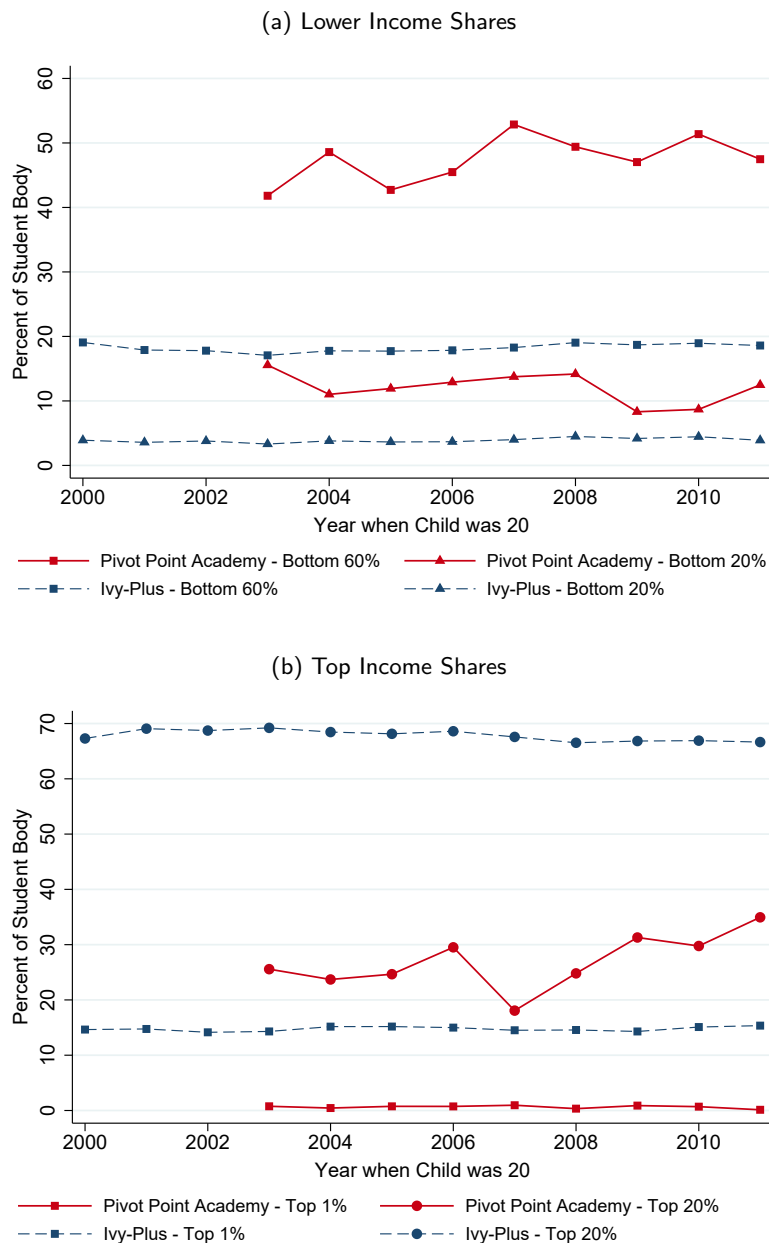 (a) Lower Income Shares
60
50
40
30
20
10
0
Percent of Student Body
2000 2002 2004 2006 2008 2010
Year when Child was 20
Pivot Point Academy - Bottom 60% Pivot Point Academy - Bottom 20%
Ivy-Plus - Bottom 60% Ivy-Plus - Bottom 20%
(b) Top Income Shares
70
60
50
40
30
20
10
0
Percent of Student Body
2000 2002 2004 2006 2008 2010
Year when Child was 20
Pivot Point Academy - Top 1% Pivot Point Academy - Top 20%
Ivy-Plus - Top 1% Ivy-Plus - Top 20%